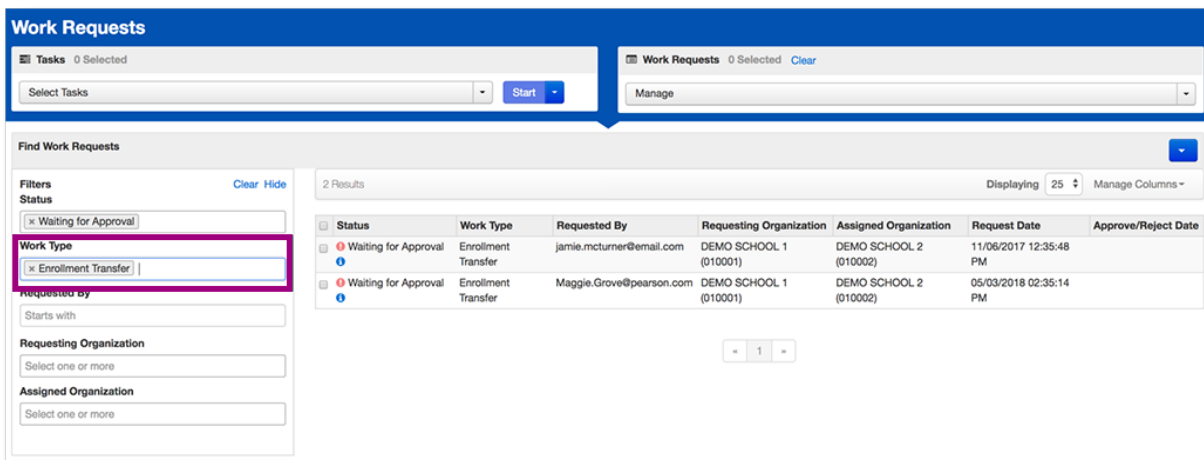 Work Requests
Tasks 0 Selected
Select Tasks
Start
Work Requests 0 Selected Clear
Manage
Find Work Requests
Filters Clear Hide
Status
× Waiting for Approval
Work Type
× Enrollment Transfer
Requested By
Starts with
Requesting Organization
Select one or more
Assigned Organization
Select one or more
2 Results Displaying 25 Manage Columns
Status Work Type Requested By Requesting Organization Assigned Organization Request Date Approve/Reject Date
Waiting for Approval Enrollment jamie.mcturner@email.com DEMO SCHOOL 1 DEMO SCHOOL 2 11/06/2017 12:35:48
Transfer (010001) (010002) PM
Waiting for Approval Enrollment Maggie.Grove@pearson.com DEMO SCHOOL 1 DEMO SCHOOL 2 05/03/2018 02:35:14
Transfer (010001) (010002) PM
« 1 »